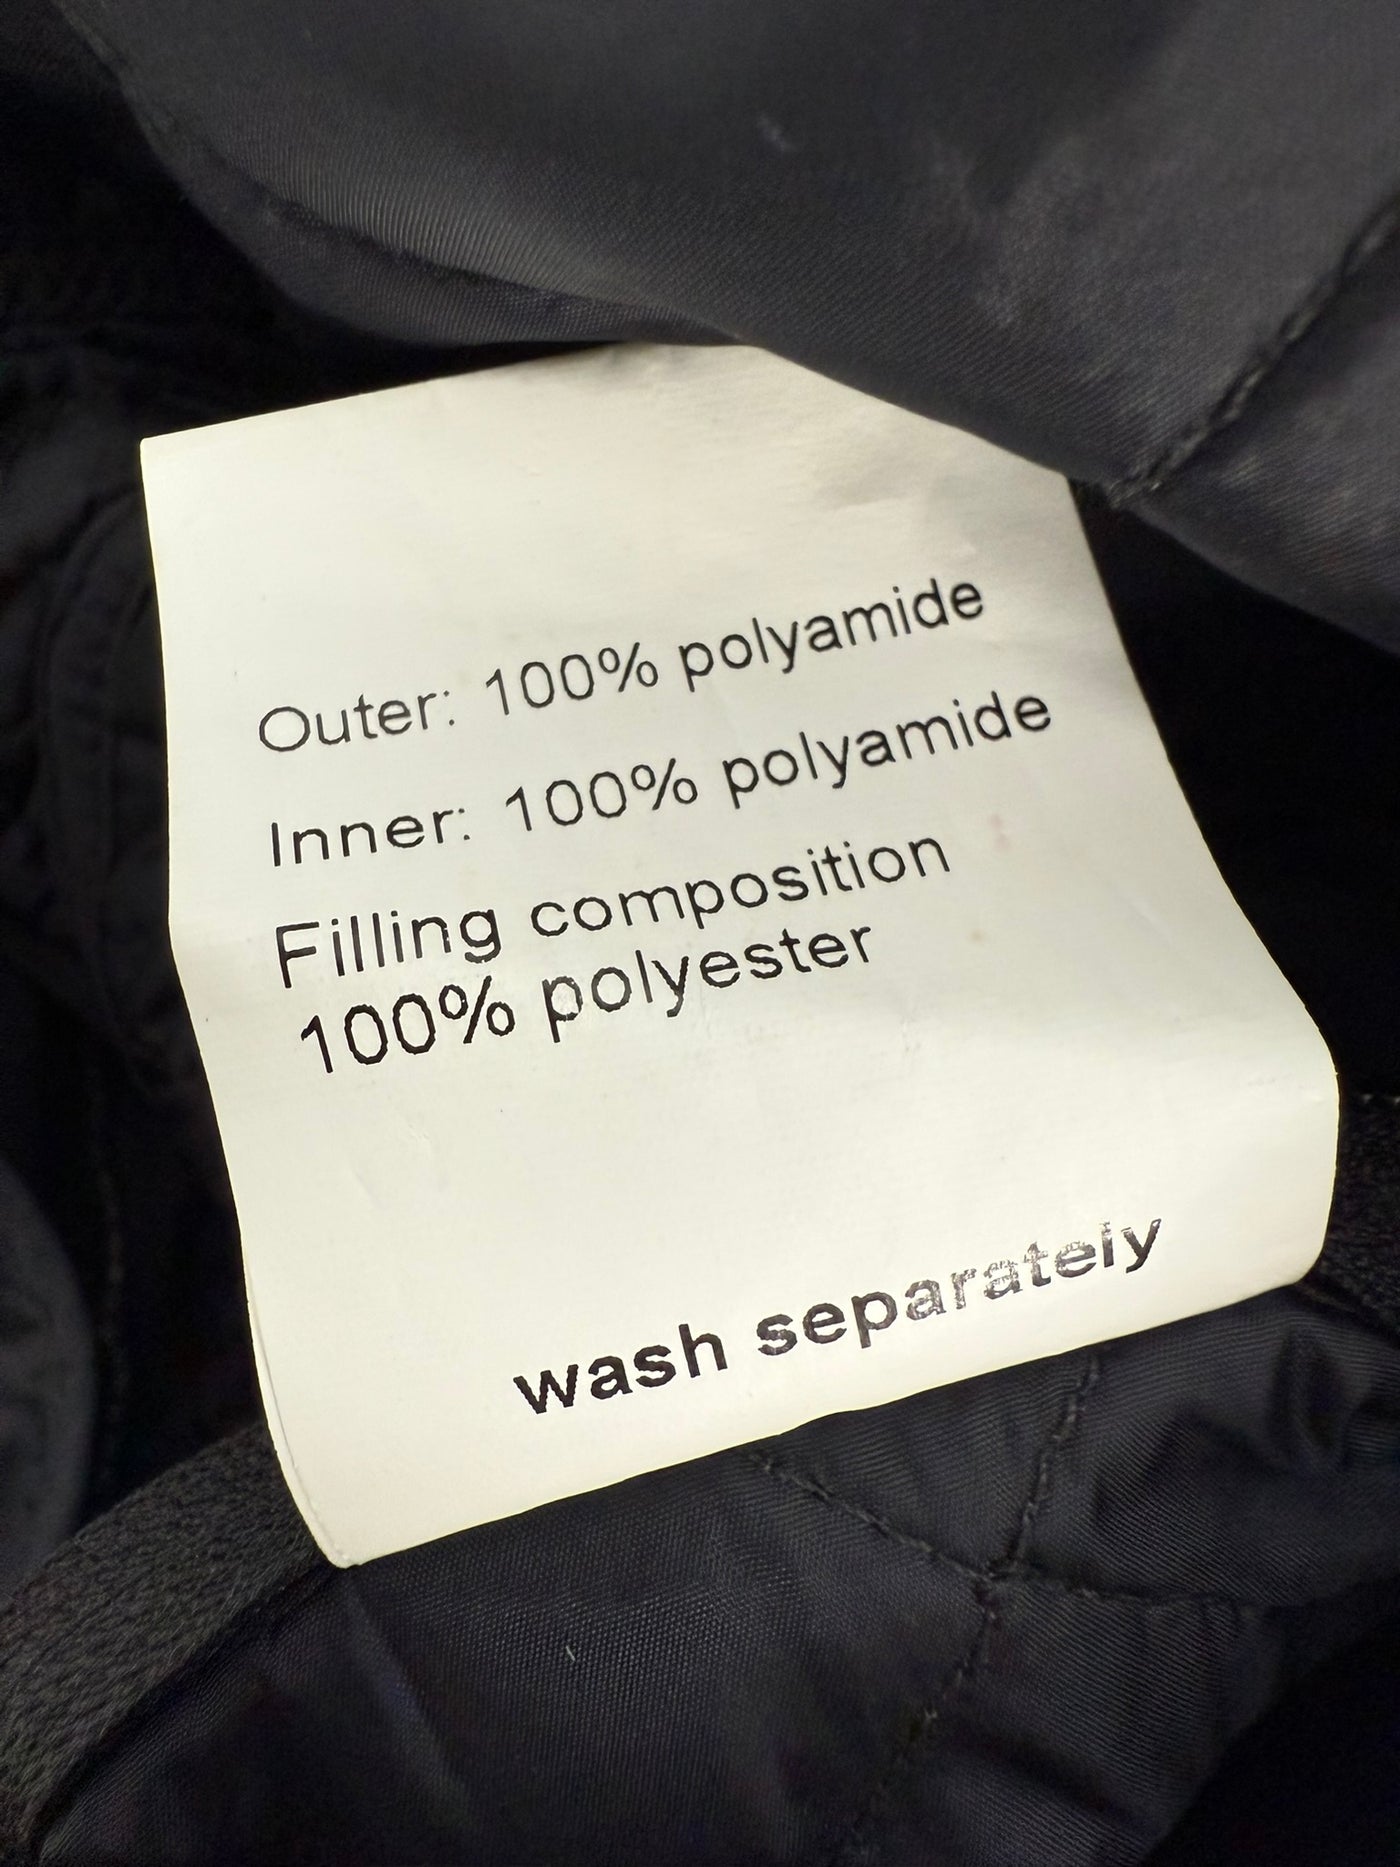 Outer: 100% polyamide
Inner: 100% polyamide
Filling composition
100% polyester
wash separately